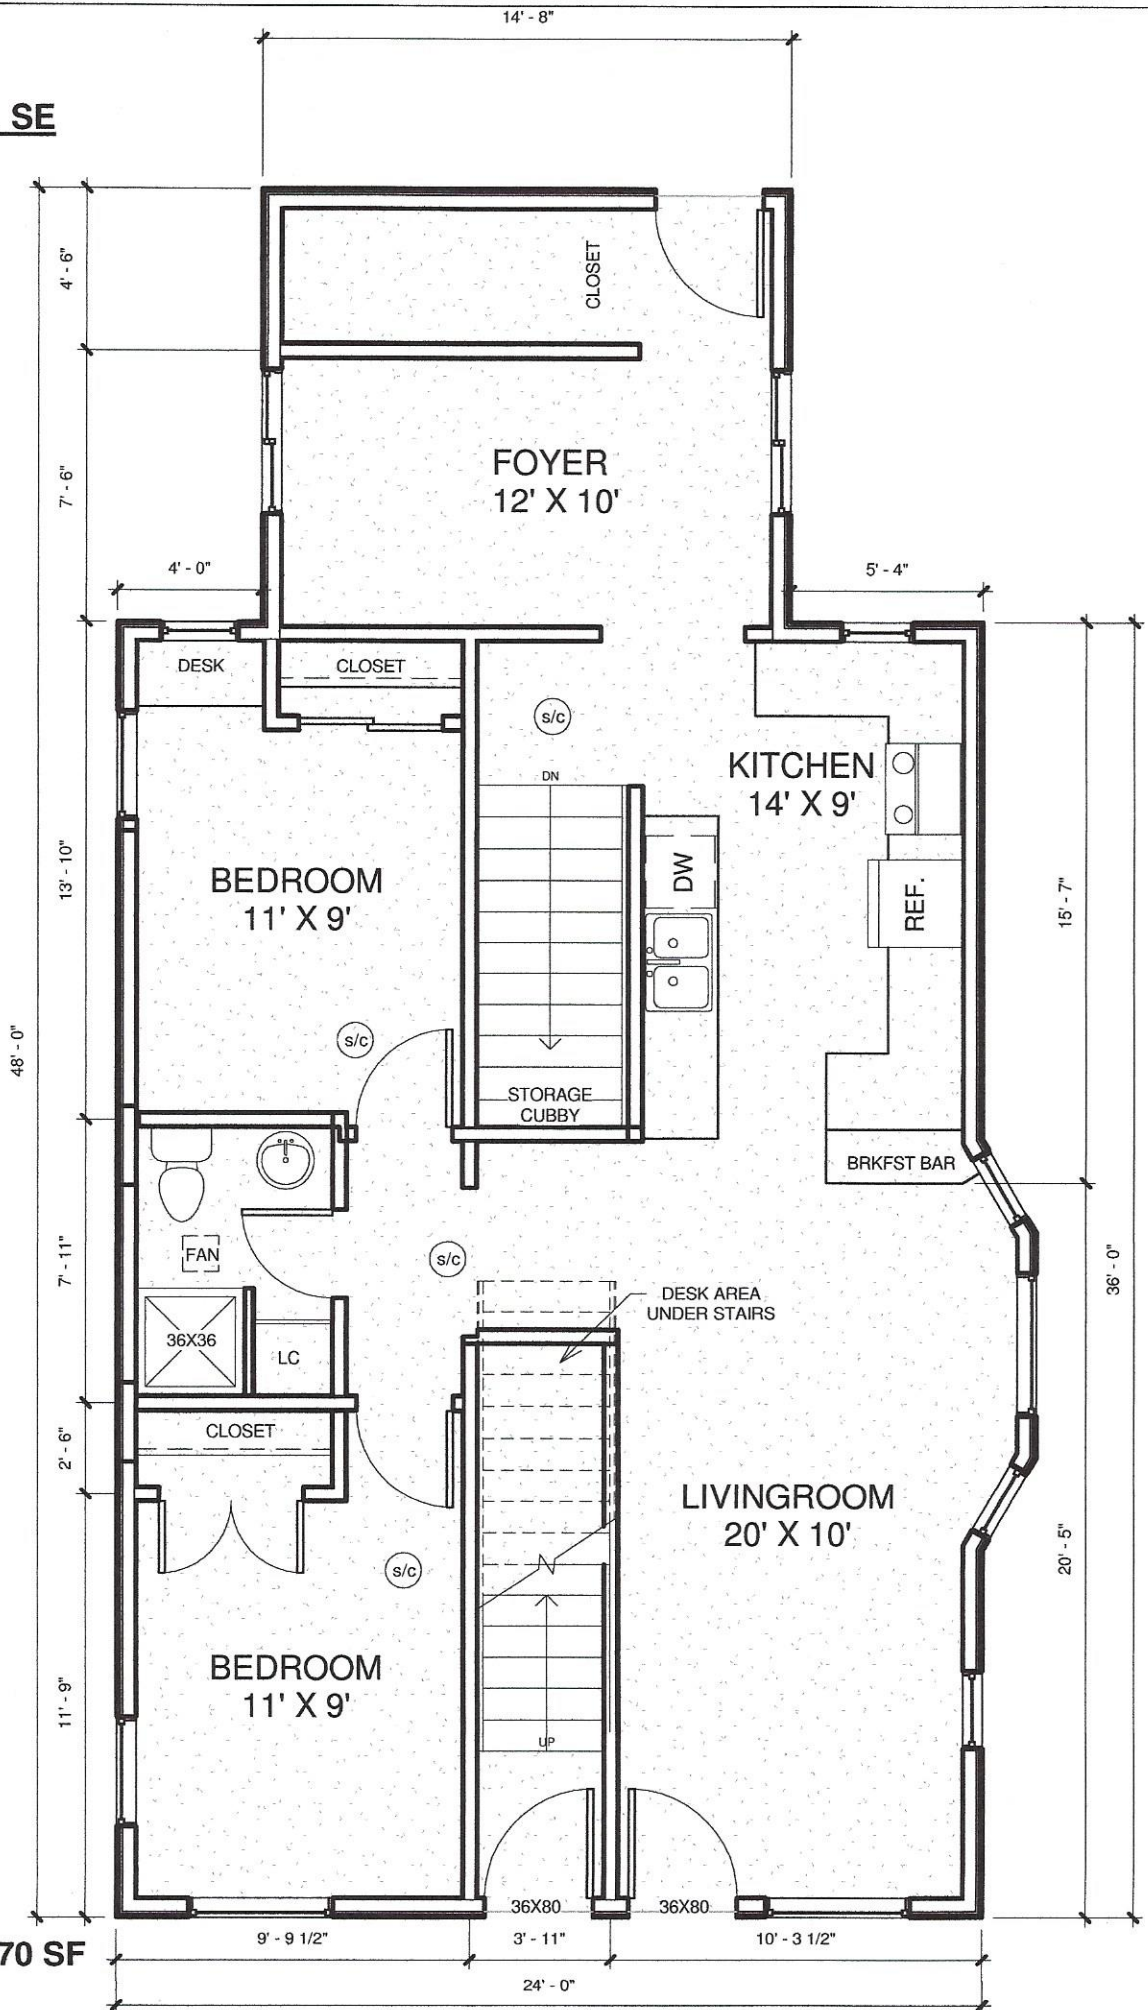 14' - 8"
SE
4' - 6"
CLOSET
7' - 6"
FOYER
12' X 10'
4' - 0"
5' - 4"
DESK
CLOSET
s/c
DN
KITCHEN
14' X 9'
13' - 10"
BEDROOM
11' X 9'
DW
REF.
15' - 7"
48' - 0"
s/c
STORAGE
CUBBY
BRKFST BAR
FAN
s/c
7' - 11"
36' - 0"
DESK AREA
UNDER STAIRS
36X36
LC
CLOSET
2' - 6"
LIVINGROOM
20' X 10'
20' - 5"
s/c
BEDROOM
11' X 9'
11' - 9"
UP
36X80
36X80
70 SF
9' - 9 1/2"
3' - 11"
10' - 3 1/2"
24' - 0"